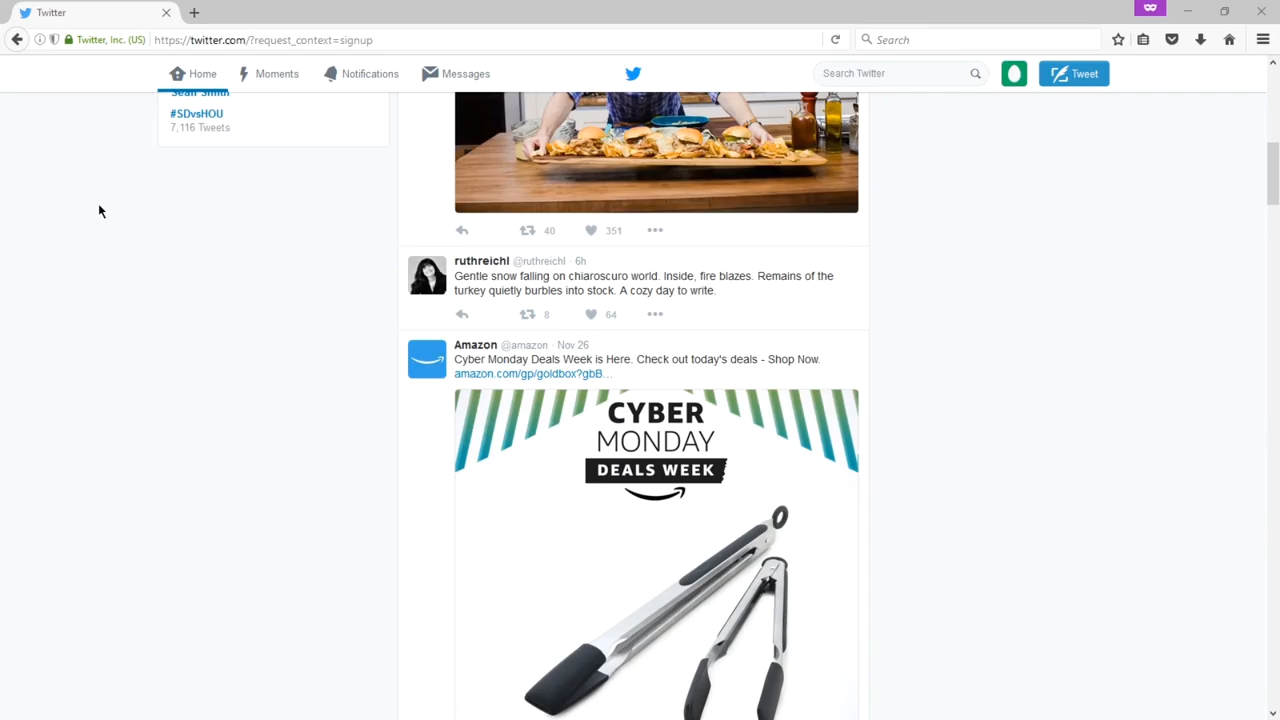 Twitter
Twitter, Inc. (US)
https://twitter.com/?request_context=signup
Search
Home
Moments
Notifications
Messages
Search Twitter
Tweet
Sean Smith
#SDvsHOU
7,116 Tweets
40
351
ruthreichl @ruthreichl · 6h
Gentle snow falling on chiaroscuro world. Inside, fire blazes. Remains of the
turkey quietly burbles into stock. A cozy day to write.
8
64
Amazon @amazon · Nov 26
Cyber Monday Deals Week is Here. Check out today's deals - Shop Now.
amazon.com/gp/goldbox?gbB…
CYBER
MONDAY
DEALS WEEK